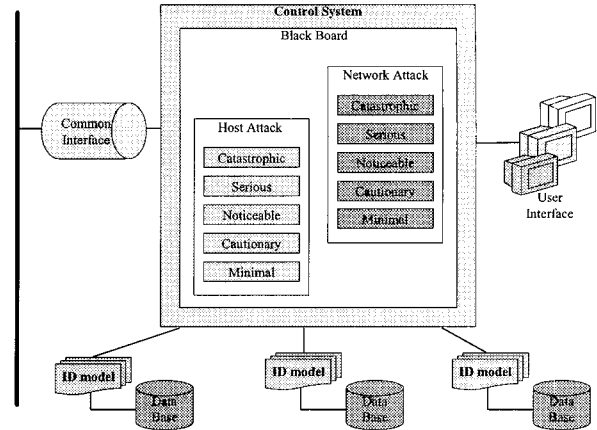 Control System
Black Board
Network Attack
Catastrophic
Serious
Noticeable
Cautionary
Minimal
Host Attack
Catastrophic
Serious
Noticeable
Cautionary
Minimal
Common
Interface
User
Interface
ID model
Data
Base
ID model
Data
Base
ID model
Data
Base